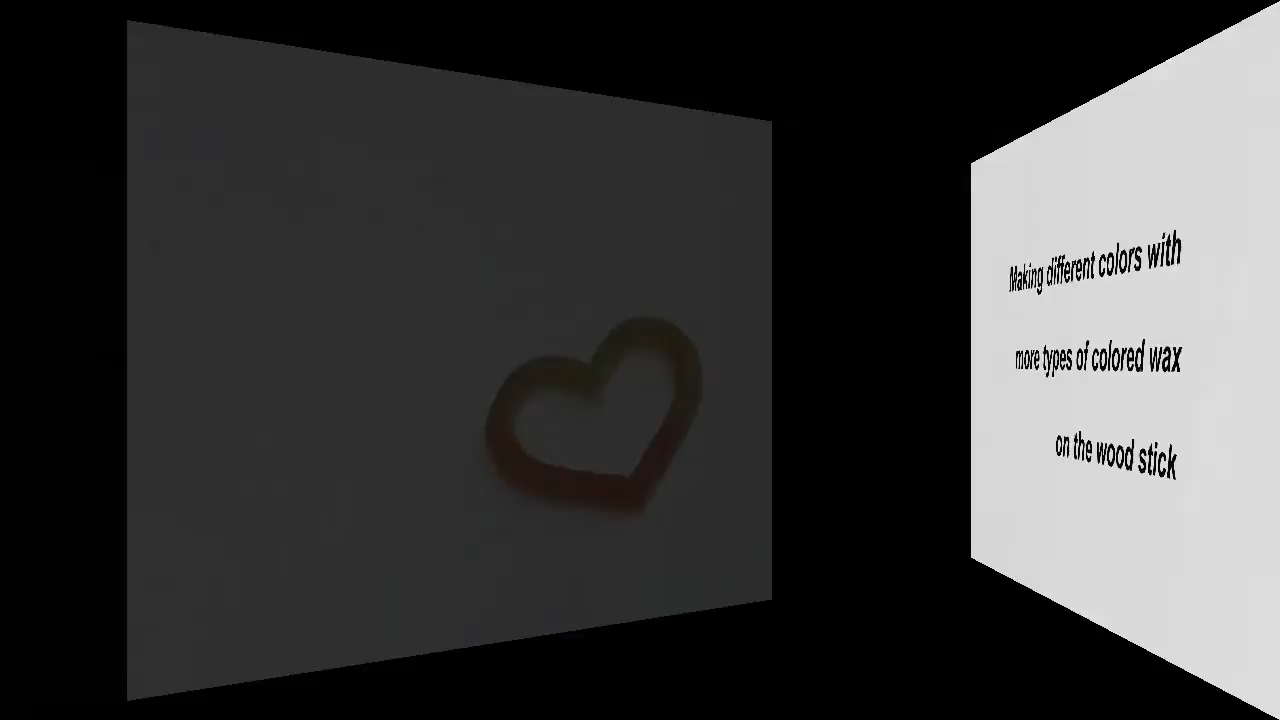 Making different colors with
more types of colored wax
on the wood stick